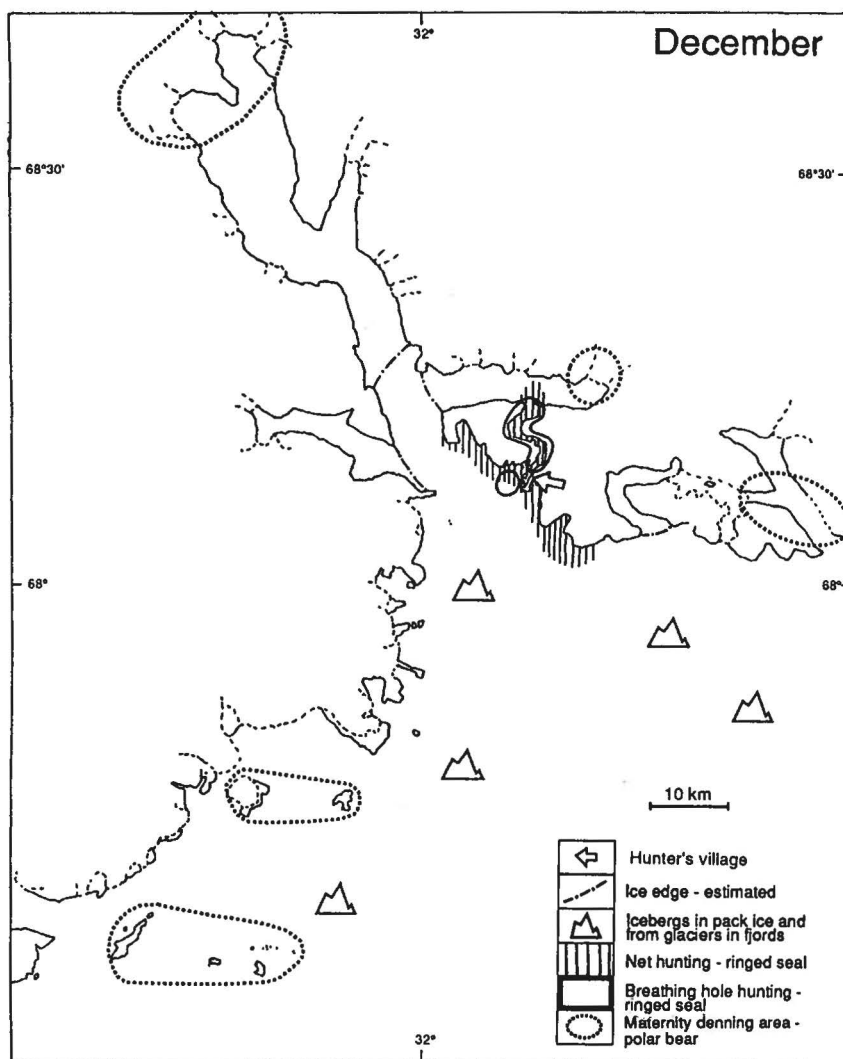 32°
December
68°30'
68°30'
68°
68°
10 km
Hunter's village
Ice edge - estimated
Icebergs in pack ice and
from glaciers in fjords
Net hunting - ringed seal
Breathing hole hunting -
ringed seal
Maternity denning area -
polar bear
32°